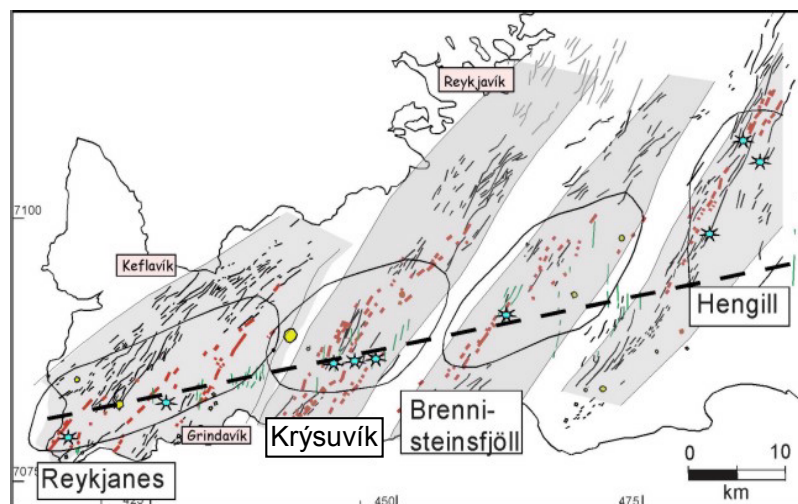 Reykjavík
7100
Keflavík
Hengill
Brenni-
steinsfjöll
Krýsuvík
Grindavík
Reykjanes
7075
450
475
0 10
km